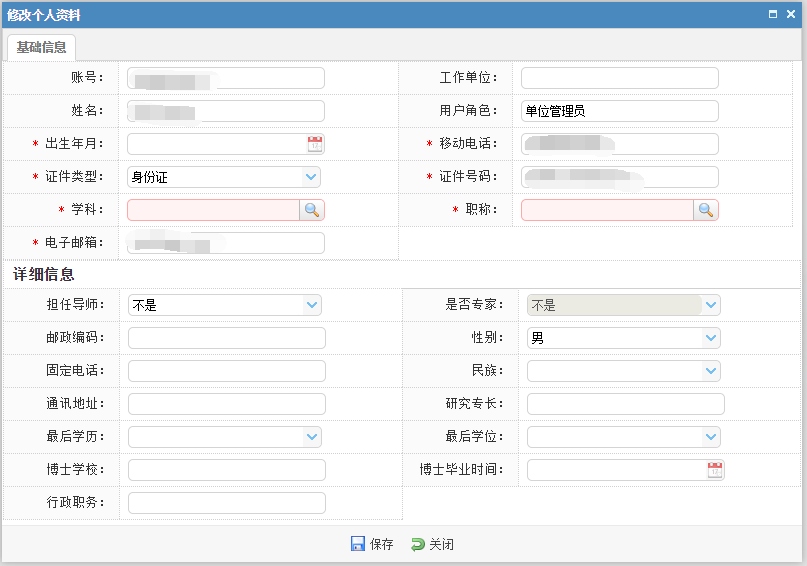 修改个人资料
基础信息
账号： 工作单位：
姓名： 用户角色： 单位管理员
* 出生年月： * 移动电话：
* 证件类型： 身份证 * 证件号码：
* 学科： * 职称：
* 电子邮箱：
详细信息
担任导师： 不是 是否专家： 不是
邮政编码： 性别： 男
固定电话： 民族：
通讯地址： 研究专长：
最后学历： 最后学位：
博士学校： 博士毕业时间：
行政职务：
保存 关闭